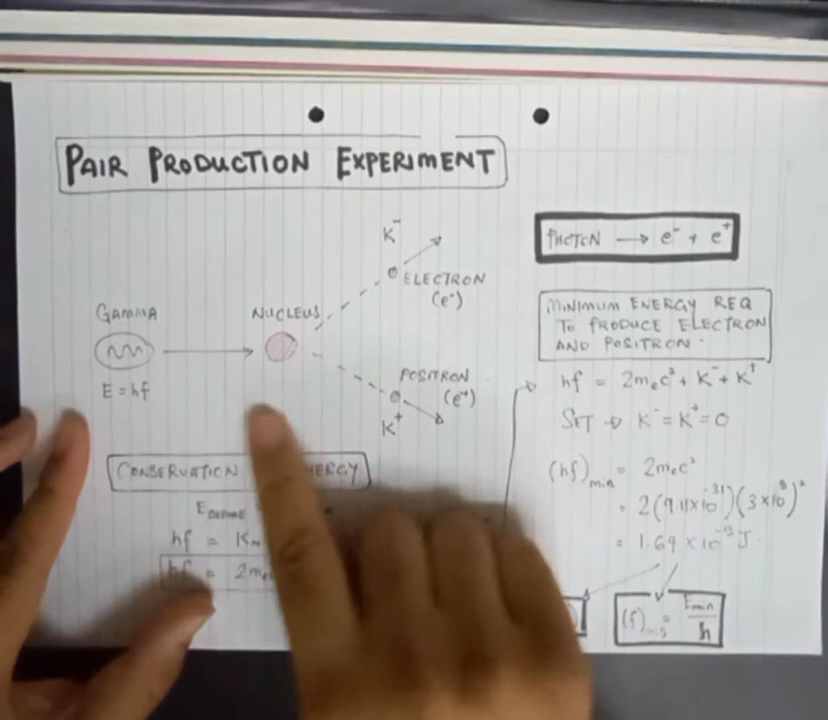 PAIR PRODUCTION EXPERIMENT
K⁻
ELECTRON
(e⁻)
GAMMA
NUCLEUS
E = hf
POSITRON
(e⁺)
K⁺
CONSERVATION
hf =
hf = 2m
PHOTON → e⁻ + e⁺
MINIMUM ENERGY REQ
TO PRODUCE ELECTRON
AND POSITRON.
hf = 2mₑc² + K⁻ + K⁺
SET → K⁻ = K⁺ = 0
(hf)min = 2mₑc²
= 2(9.11×10⁻³¹)(3×10⁸)²
= 1.64 × 10⁻¹³ J.
(f)min = Emin/h